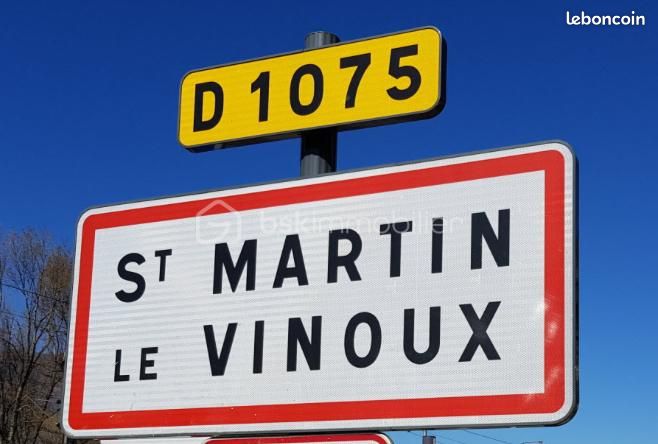 leboncoin
D 1075
bskimmobilier
ST MARTIN
LE VINOUX